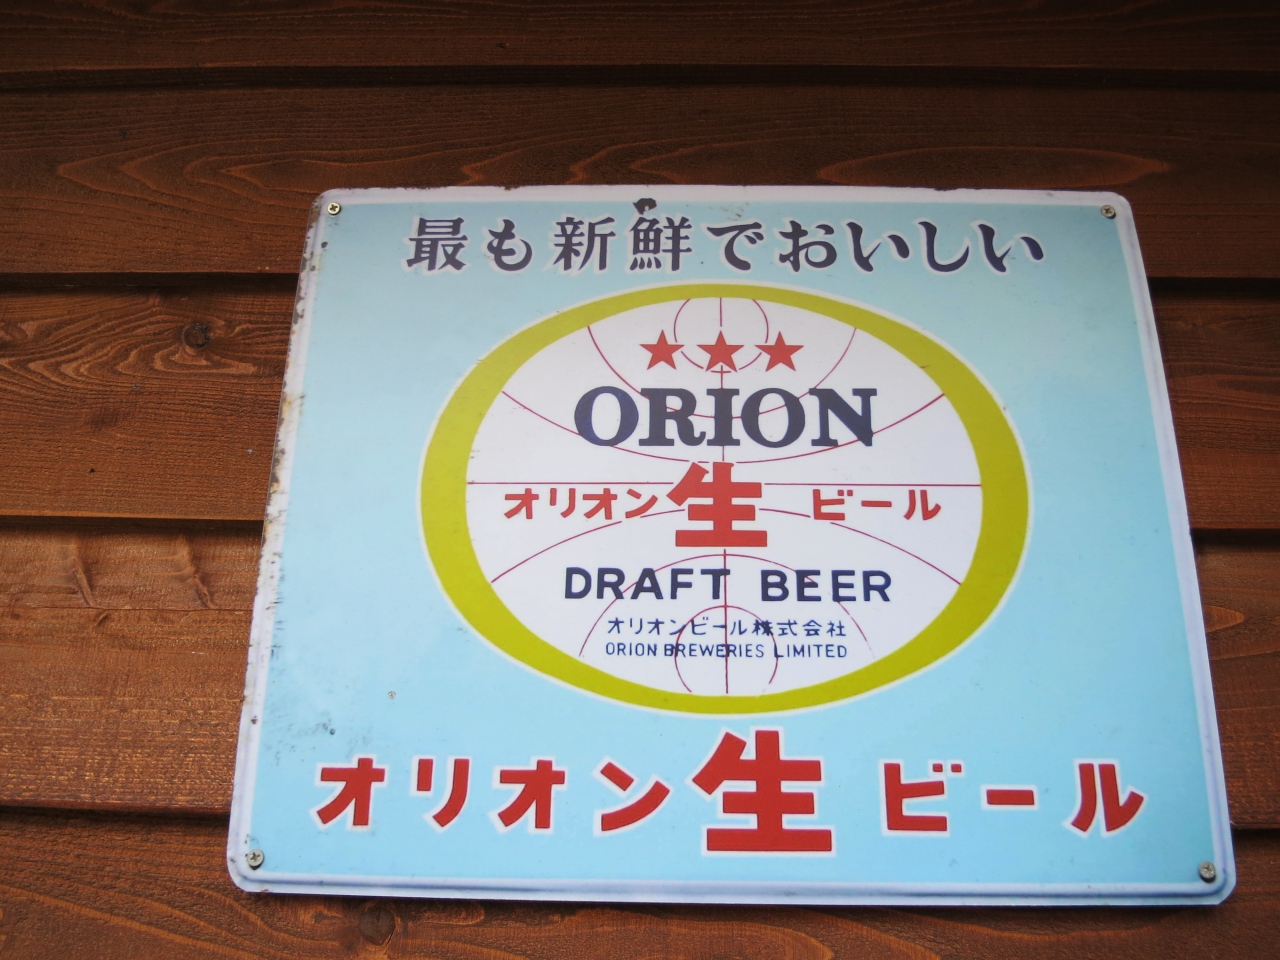 最も新鮮でおいしい
ORION
オリオン生ビール
DRAFT BEER
オリオンビール株式会社
ORION BREWERIES LIMITED
オリオン生ビール